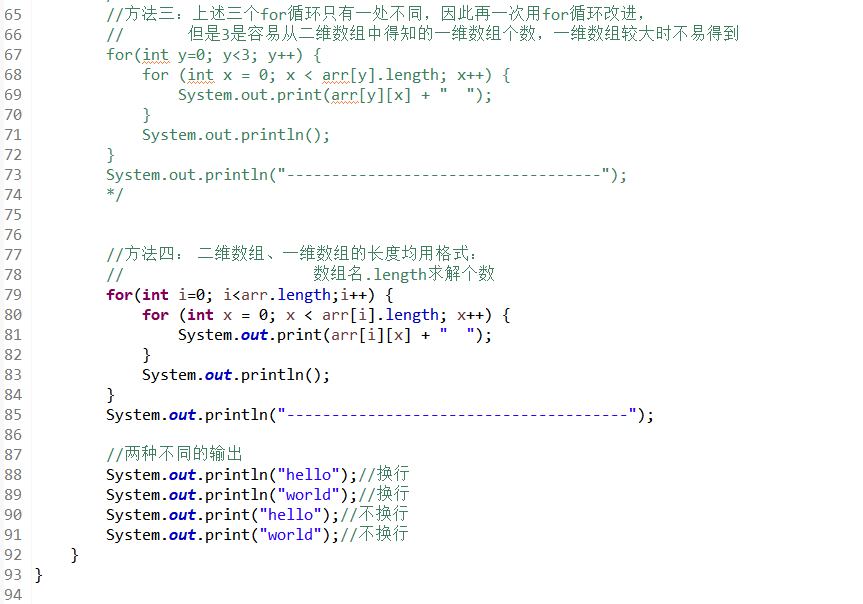 65 //方法三：上述三个for循环只有一处不同，因此再一次用for循环改进，
66 // 但是3是容易从二维数组中得知的一维数组个数，一维数组较大时不易得到
67 for(int y=0; y<3; y++) {
68 for (int x = 0; x < arr[y].length; x++) {
69 System.out.print(arr[y][x] + "  ");
70 }
71 System.out.println();
72 }
73 System.out.println("-----------------------------------");
74 */
75
76
77 //方法四： 二维数组、一维数组的长度均用格式：
78 // 数组名.length求解个数
79 for(int i=0; i<arr.length;i++) {
80 for (int x = 0; x < arr[i].length; x++) {
81 System.out.print(arr[i][x] + "  ");
82 }
83 System.out.println();
84 }
85 System.out.println("--------------------------------------");
86
87 //两种不同的输出
88 System.out.println("hello");//换行
89 System.out.println("world");//换行
90 System.out.print("hello");//不换行
91 System.out.print("world");//不换行
92 }
93 }
94